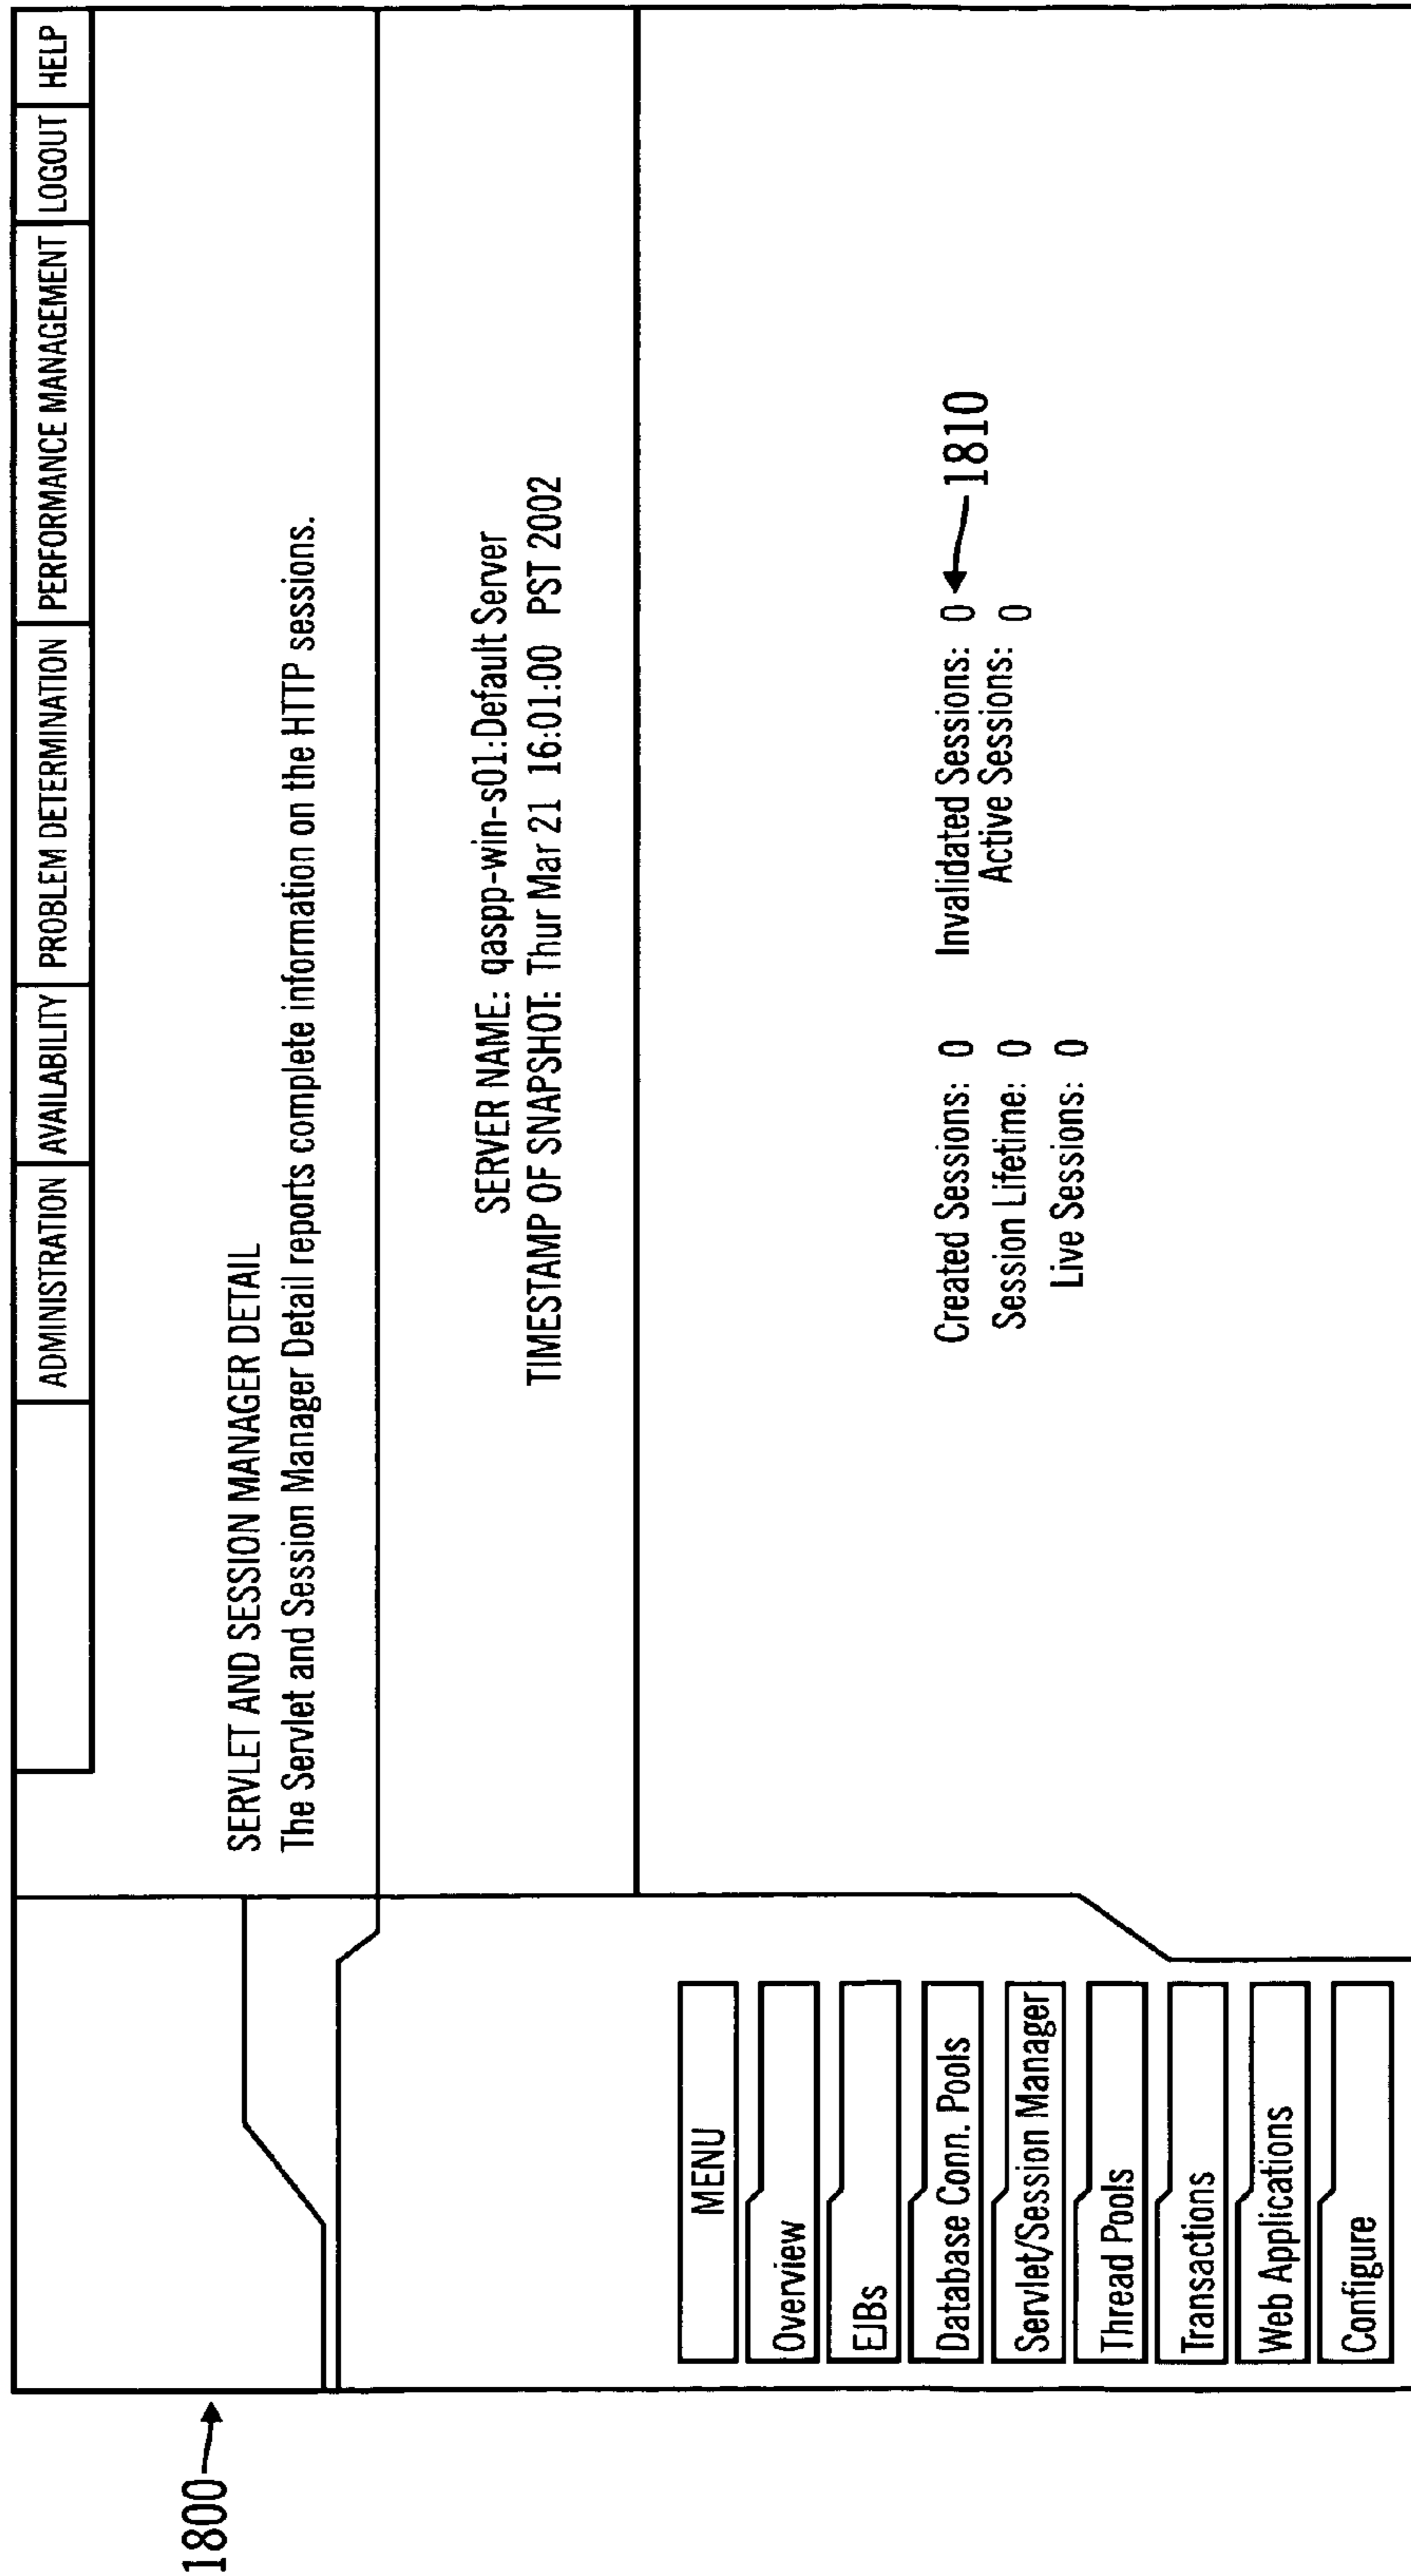 1800
ADMINISTRATION AVAILABILITY PROBLEM DETERMINATION PERFORMANCE MANAGEMENT LOGOUT HELP
SERVLET AND SESSION MANAGER DETAIL
The Servlet and Session Manager Detail reports complete information on the HTTP sessions.
SERVER NAME: qaspp-win-s01:Default Server
TIMESTAMP OF SNAPSHOT: Thur Mar 21 16:01:00 PST 2002
MENU
Overview
EJBs
Database Conn. Pools
Servlet/Session Manager
Thread Pools
Transactions
Web Applications
Configure
Created Sessions: 0 Invalidated Sessions: 0 1810
Session Lifetime: 0 Active Sessions: 0
Live Sessions: 0